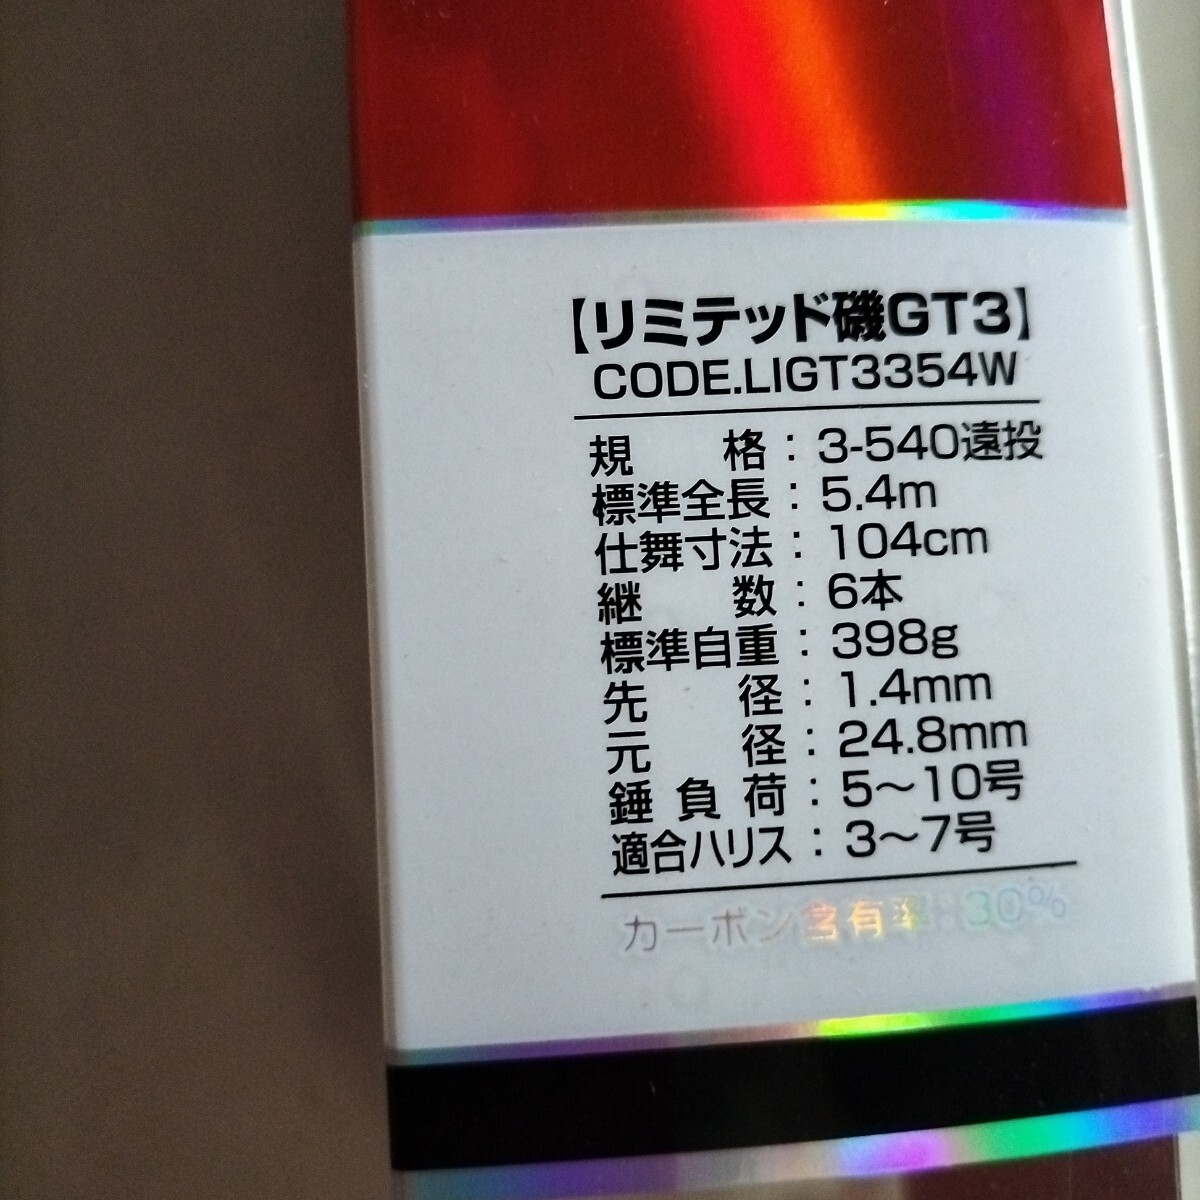 【リミテッド磯GT3】
CODE.LIGT3354W
規格：3-540遠投
標準全長：5.4m
仕舞寸法：104cm
継数：6本
標準自重：398g
先径：1.4mm
元径：24.8mm
錘負荷：5～10号
適合ハリス：3～7号
カーボン含有率：30%